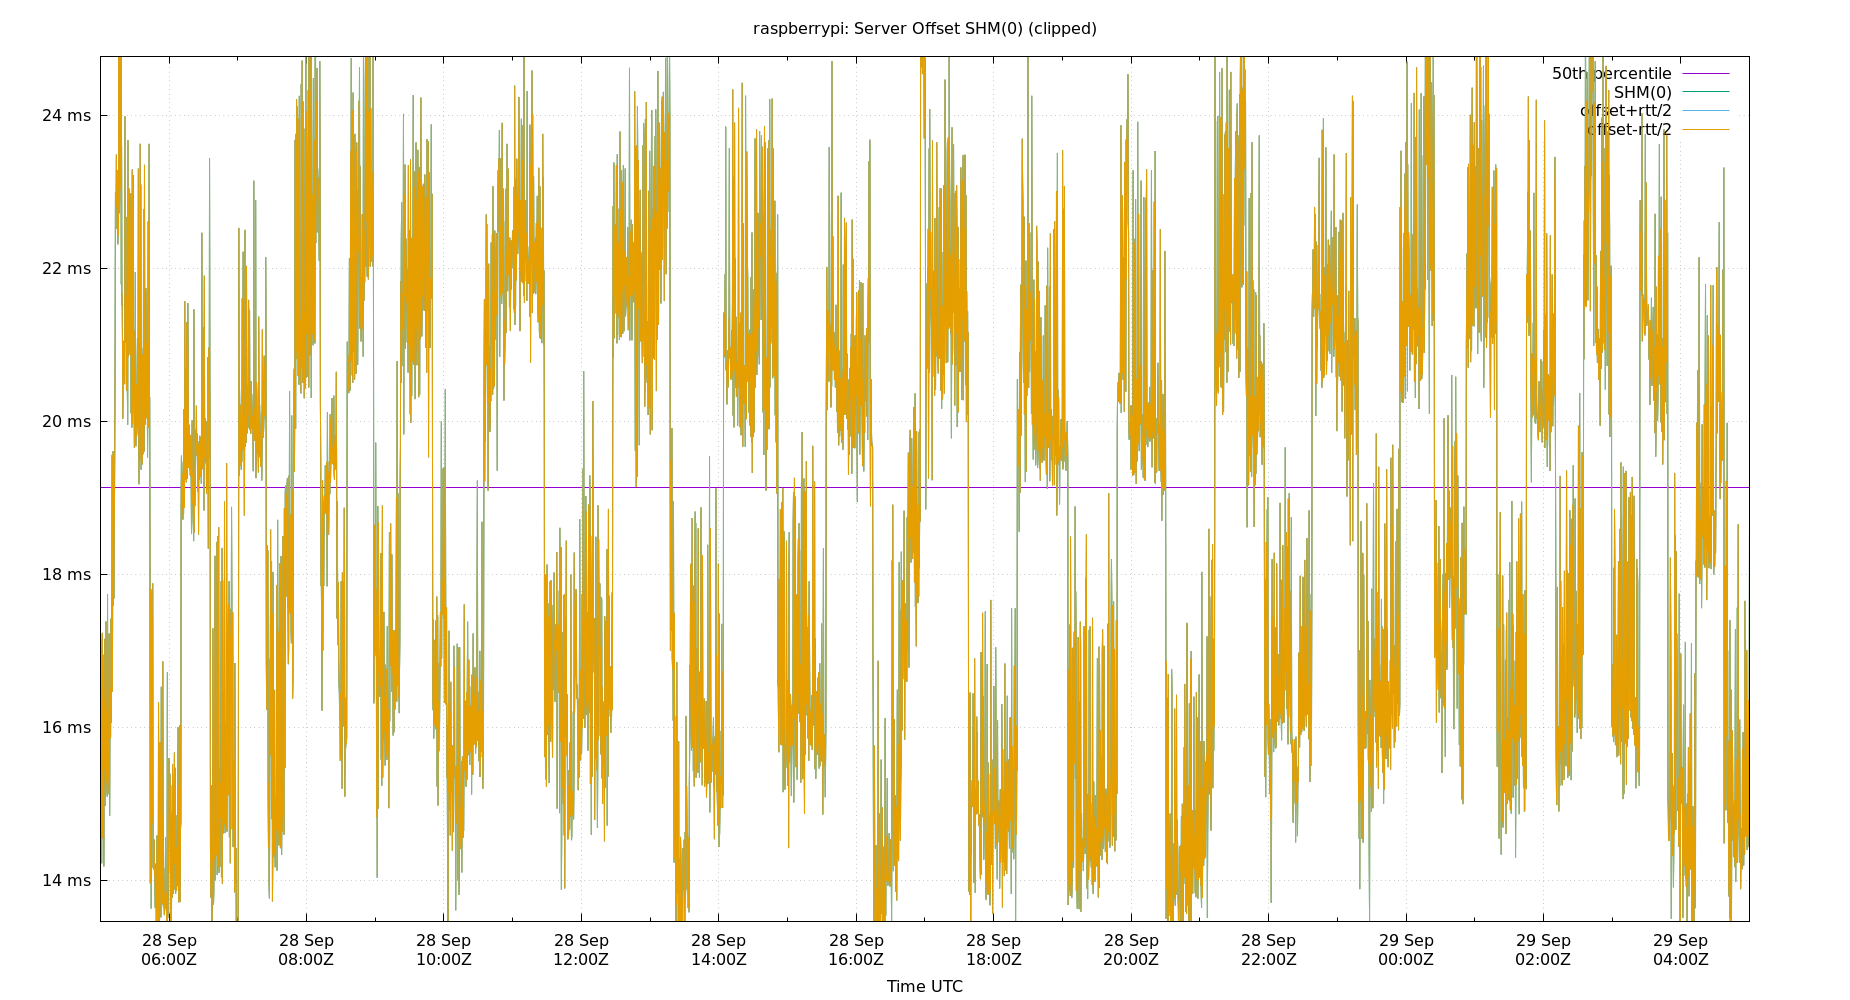 raspberrypi: Server Offset SHM(0) (clipped)
50th percentile
SHM(0)
offset+rtt/2
offset-rtt/2
24 ms
22 ms
20 ms
18 ms
16 ms
14 ms
28 Sep 28 Sep 28 Sep 28 Sep 28 Sep 28 Sep 28 Sep 28 Sep 28 Sep 29 Sep 29 Sep 29 Sep
06:00Z 08:00Z 10:00Z 12:00Z 14:00Z 16:00Z 18:00Z 20:00Z 22:00Z 00:00Z 02:00Z 04:00Z
Time UTC